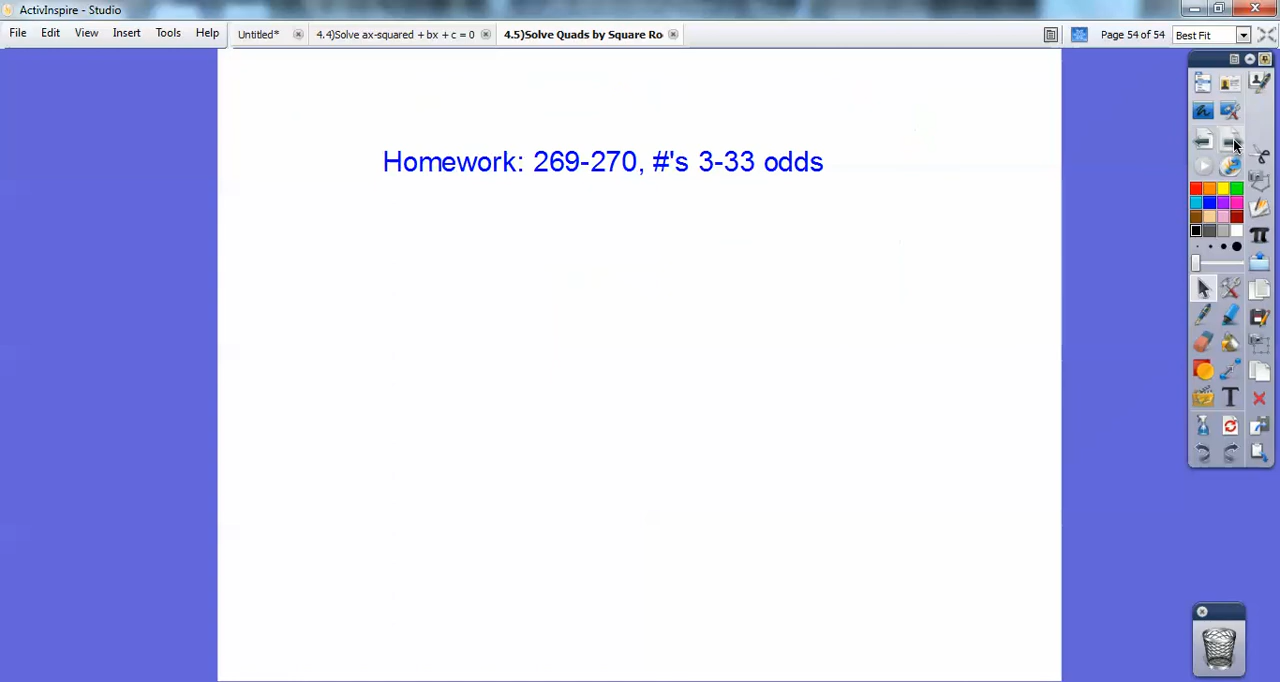 ActivInspire - Studio
File Edit View Insert Tools Help
Untitled*
4.4)Solve ax-squared + bx + c = 0
4.5)Solve Quads by Square Ro
Page 54 of 54
Best Fit
Homework: 269-270, #'s 3-33 odds